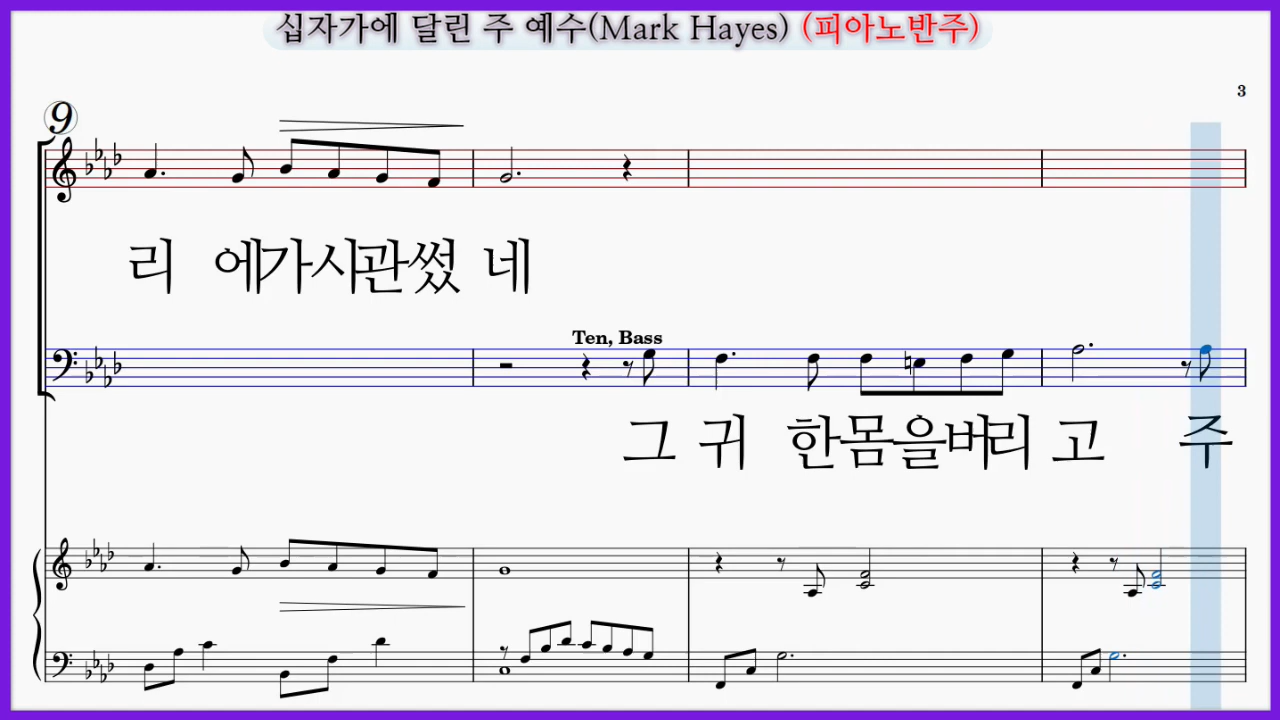 십자가에 달린 주 예수(Mark Hayes) (피아노반주)
3
9
리 에가시관썼 네
Ten, Bass
그 귀 한몸을버리 고 주